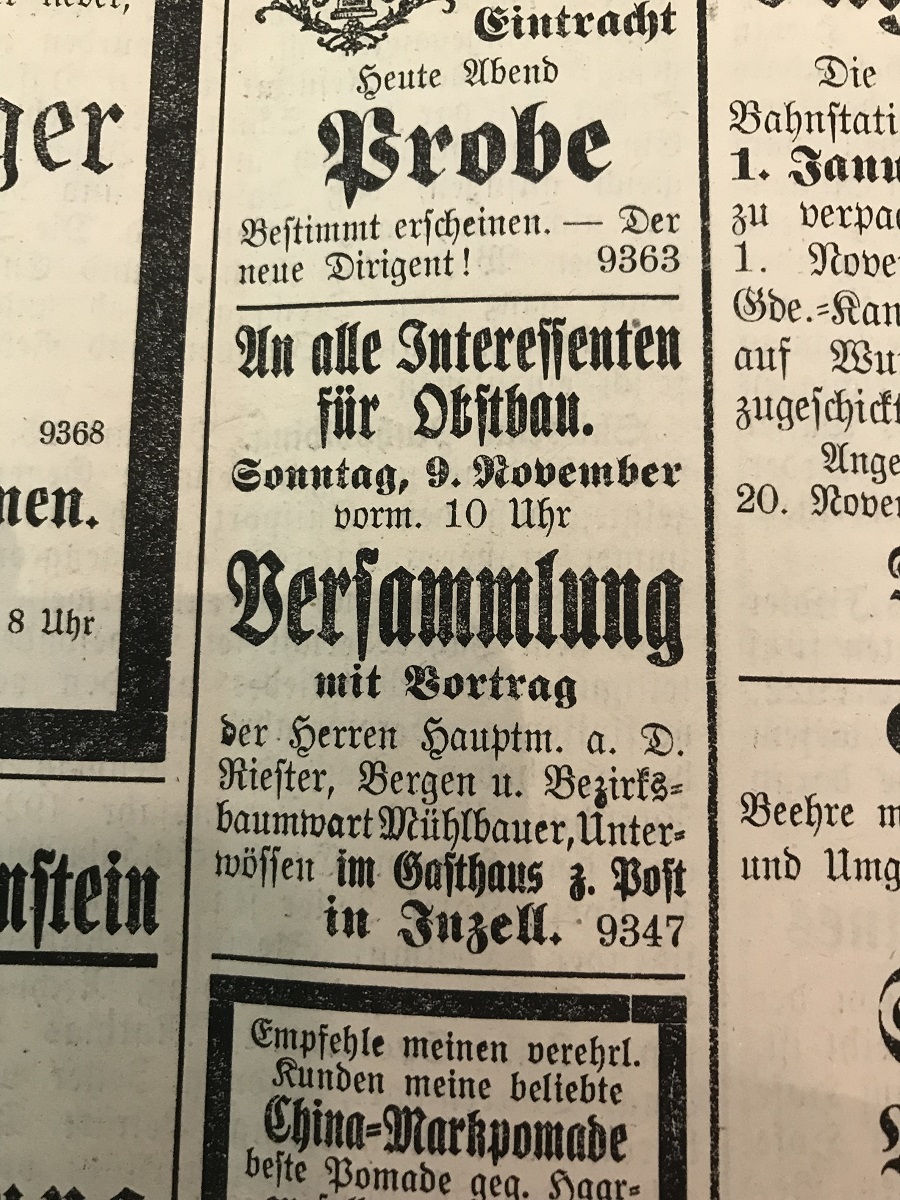 ger
9368
nen.
8 Uhr
nstein
Eintracht
Heute Abend
Probe
Bestimmt erscheinen. — Der
neue Dirigent! 9363
An alle Interessenten
für Obstbau.
Sonntag, 9. November
vorm. 10 Uhr
Versammlung
mit Vortrag
der Herren Hauptm. a. D.
Riester, Bergen u. Bezirks-
baumwart Mühlbauer, Unter-
wössen im Gasthaus z. Post
in Inzell. 9347
Empfehle meinen verehrl.
Kunden meine beliebte
China-Markpomade
beste Pomade geg. Haar-
Die
Bahnstati
1. Janu
zu verpac
1. Nove
Gde.-Kan
auf Wu
zugeschickt
Ange
20. Nove
Beehre m
und Umg